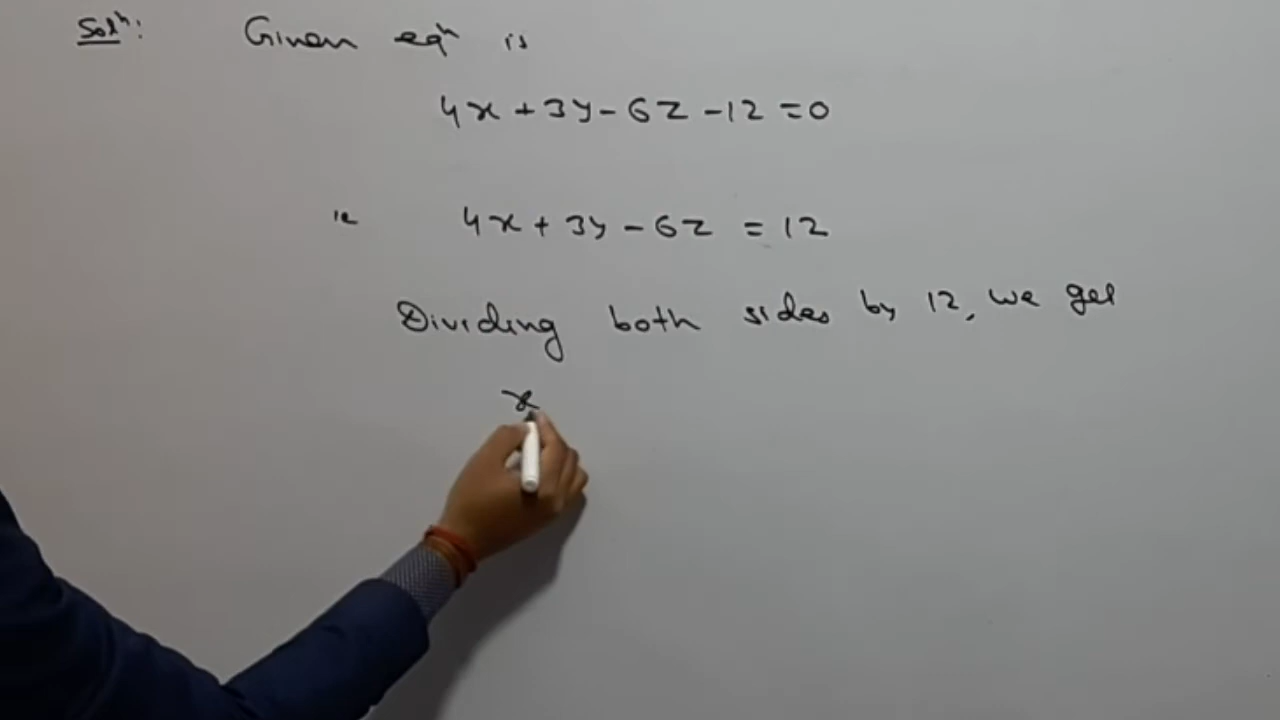 Solⁿ: Given eqⁿ is
4x + 3y - 6z - 12 = 0
ie 4x + 3y - 6z = 12
Dividing both sides by 12, we get
x